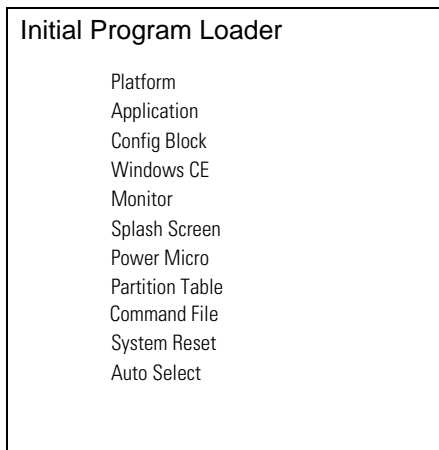 Initial Program Loader
Platform
Application
Config Block
Windows CE
Monitor
Splash Screen
Power Micro
Partition Table
Command File
System Reset
Auto Select